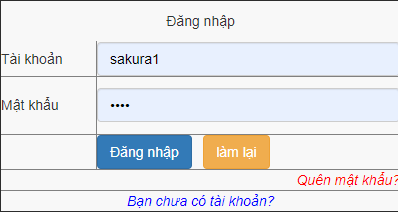 Đăng nhập
Tài khoản sakura1
Mật khẩu ••••
Đăng nhập làm lại
Quên mật khẩu?
Bạn chưa có tài khoản?